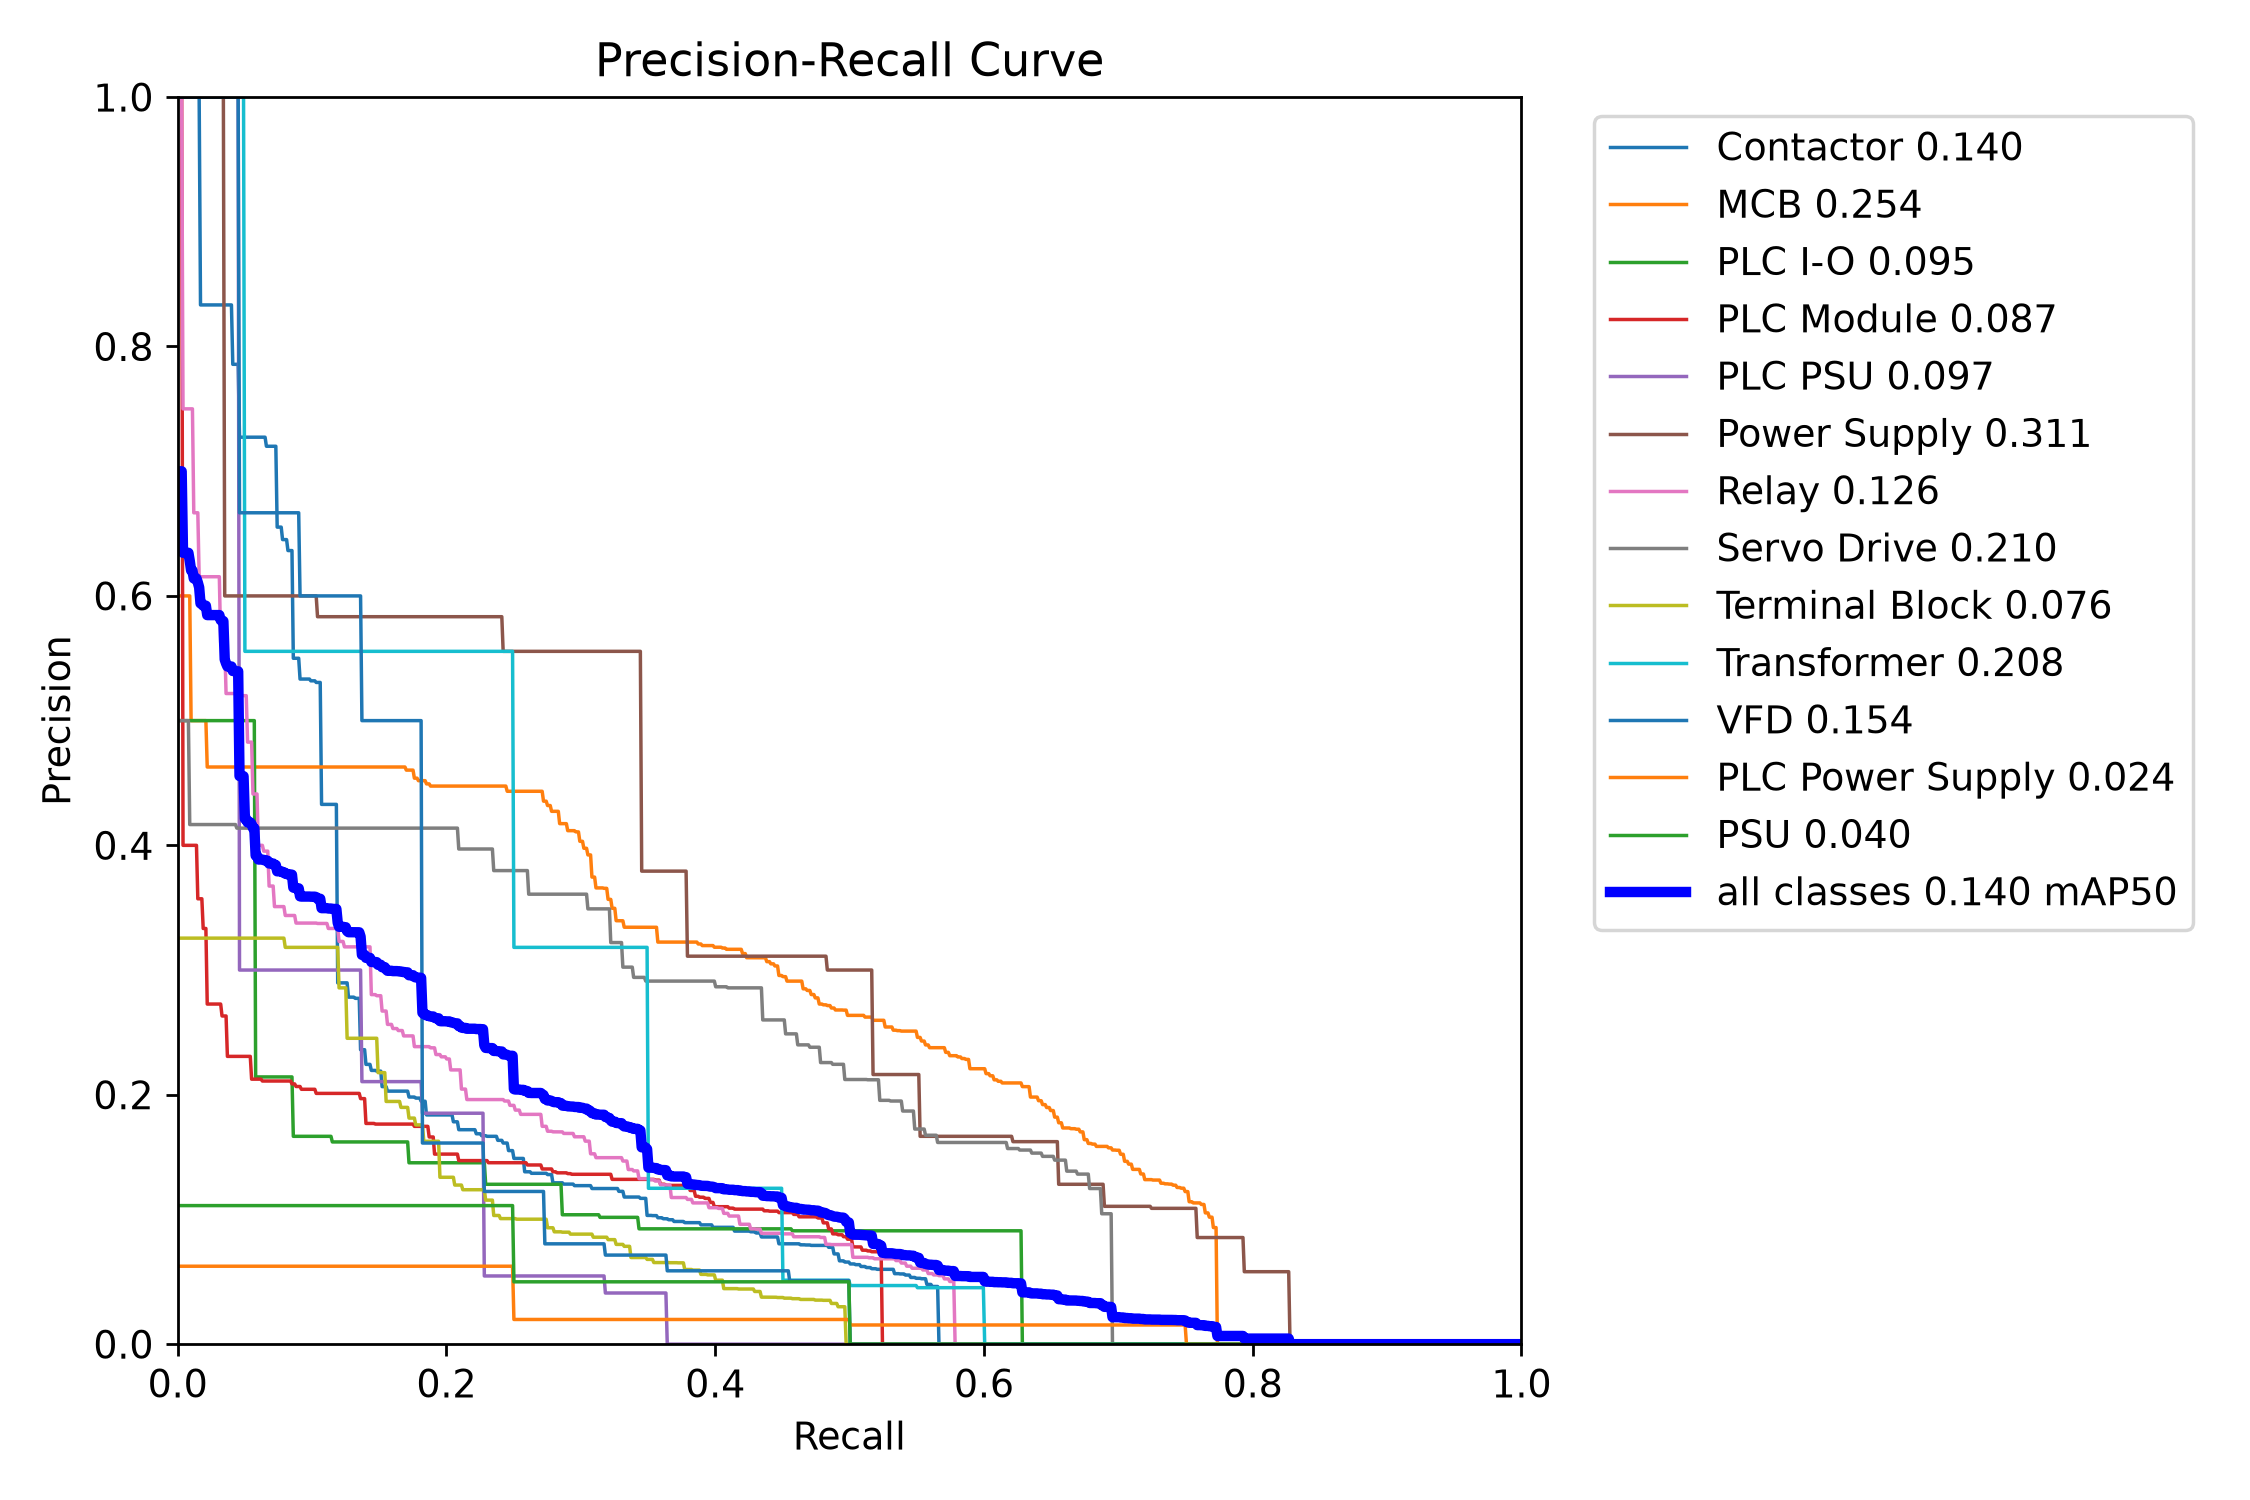 Precision-Recall Curve
1.0
0.8
0.6
0.4
0.2
0.0
Precision
0.0 0.2 0.4 0.6 0.8 1.0
Recall
Contactor 0.140
MCB 0.254
PLC I-O 0.095
PLC Module 0.087
PLC PSU 0.097
Power Supply 0.311
Relay 0.126
Servo Drive 0.210
Terminal Block 0.076
Transformer 0.208
VFD 0.154
PLC Power Supply 0.024
PSU 0.040
all classes 0.140 mAP50